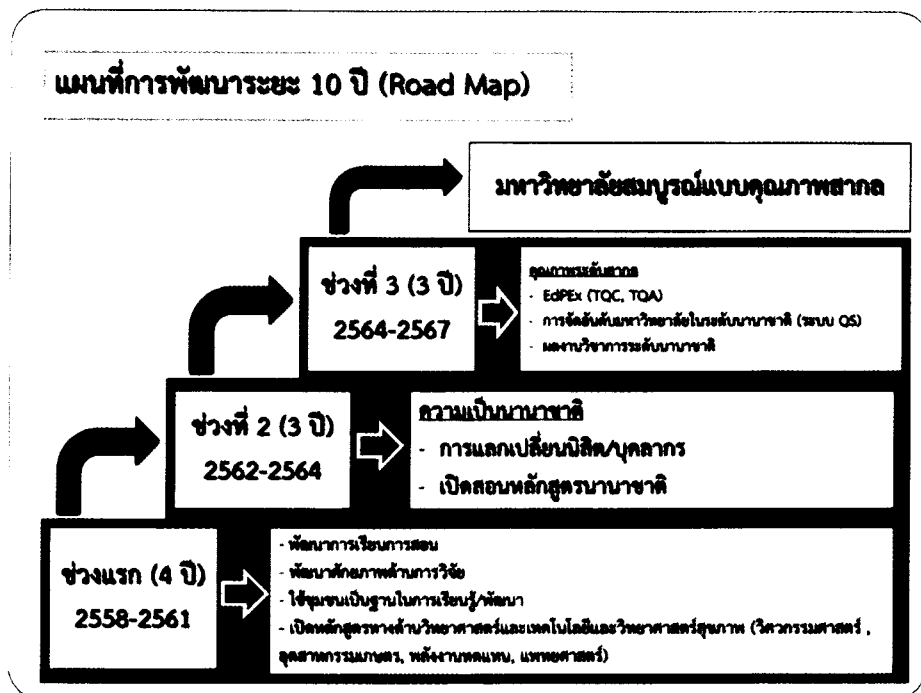 แผนที่การพัฒนาระยะ 10 ปี (Road Map)
มหาวิทยาลัยสมบูรณ์แบบคุณภาพสากล
ช่วงที่ 3 (3 ปี)
2564-2567
คุณภาพระดับสากล
- EdPEx (TQC, TQA)
- การจัดอันดับมหาวิทยาลัยในระดับนานาชาติ (ระบบ QS)
- ผลงานวิชาการระดับนานาชาติ
ช่วงที่ 2 (3 ปี)
2562-2564
ความเป็นนานาชาติ
- การแลกเปลี่ยนนิสิต/บุคลากร
- เปิดสอนหลักสูตรนานาชาติ
ช่วงแรก (4 ปี)
2558-2561
- พัฒนาการเรียนการสอน
- พัฒนาศักยภาพด้านการวิจัย
- ใช้ชุมชนเป็นฐานในการเรียนรู้/พัฒนา
- เปิดหลักสูตรทางด้านวิทยาศาสตร์และเทคโนโลยีและวิทยาศาสตร์สุขภาพ (วิศวกรรมศาสตร์ ,
อุตสาหกรรมเกษตร, พลังงานทดแทน, แพทยศาสตร์)